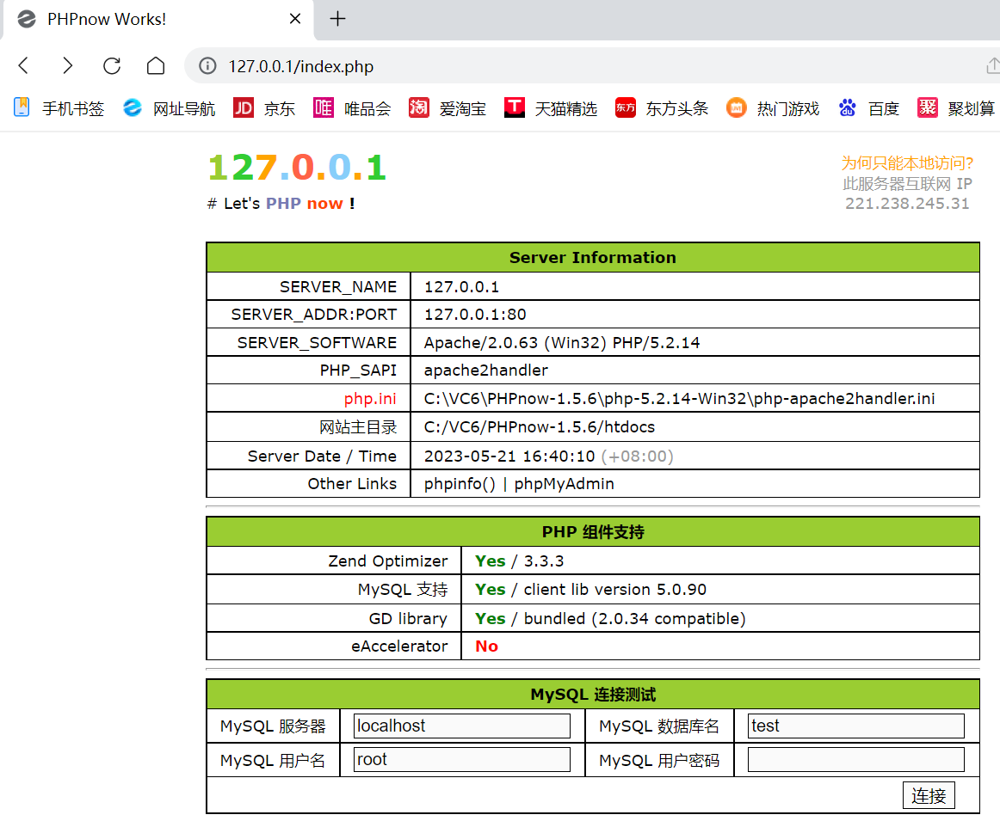 PHPnow Works!
127.0.0.1/index.php
手机书签 网址导航 JD 京东 唯 唯品会 淘 爱淘宝 T 天猫精选 东方 东方头条 热门游戏 百度 聚 聚划算
127.0.0.1
为何只能本地访问?
此服务器互联网 IP
# Let's PHP now !
221.238.245.31
Server Information
SERVER_NAME 127.0.0.1
SERVER_ADDR:PORT 127.0.0.1:80
SERVER_SOFTWARE Apache/2.0.63 (Win32) PHP/5.2.14
PHP_SAPI apache2handler
php.ini C:\VC6\PHPnow-1.5.6\php-5.2.14-Win32\php-apache2handler.ini
网站主目录 C:/VC6/PHPnow-1.5.6/htdocs
Server Date / Time 2023-05-21 16:40:10 (+08:00)
Other Links phpinfo() | phpMyAdmin
PHP 组件支持
Zend Optimizer Yes / 3.3.3
MySQL 支持 Yes / client lib version 5.0.90
GD library Yes / bundled (2.0.34 compatible)
eAccelerator No
MySQL 连接测试
MySQL 服务器 localhost MySQL 数据库名 test
MySQL 用户名 root MySQL 用户密码
连接